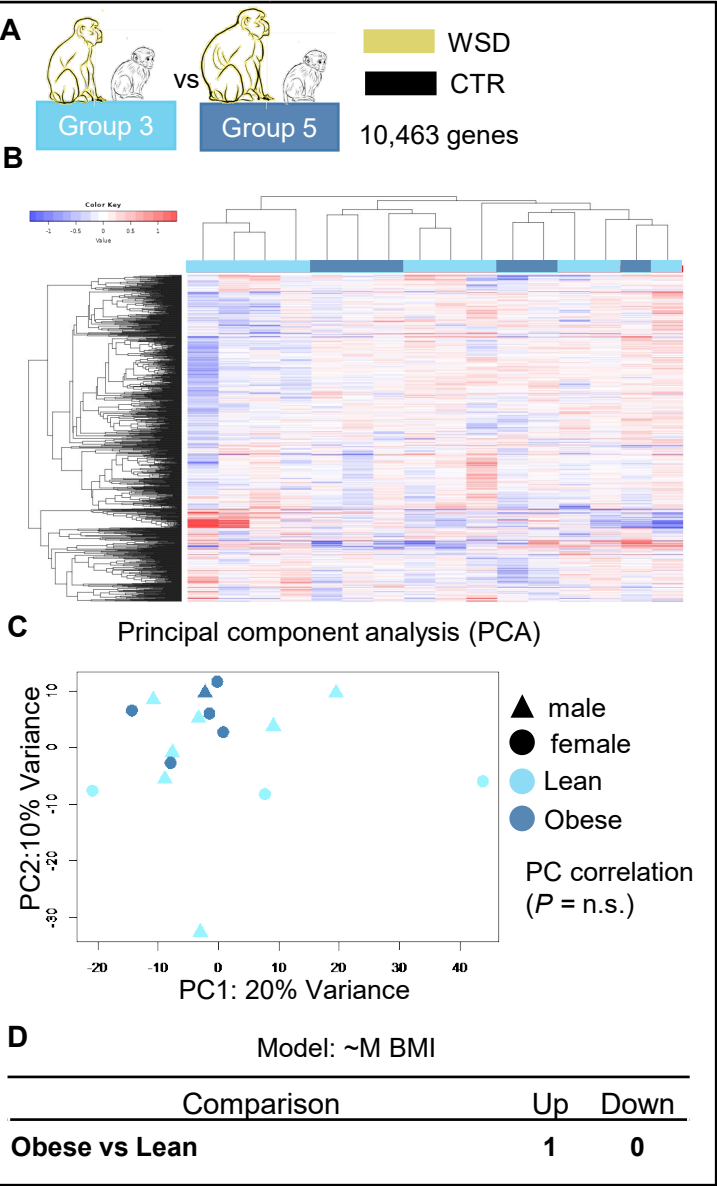 A
vs
Group 3
Group 5
WSD
CTR
10,463 genes
B
Color Key
-1 -0.5 0 0.5 1
Value
C
Principal component analysis (PCA)
PC2:10% Variance
10
0
-10
-20
-30
-20 -10 0 10 20 30 40
PC1: 20% Variance
male
female
Lean
Obese
PC correlation
(P = n.s.)
D
Model: ~M BMI
Comparison Up Down
Obese vs Lean 1 0